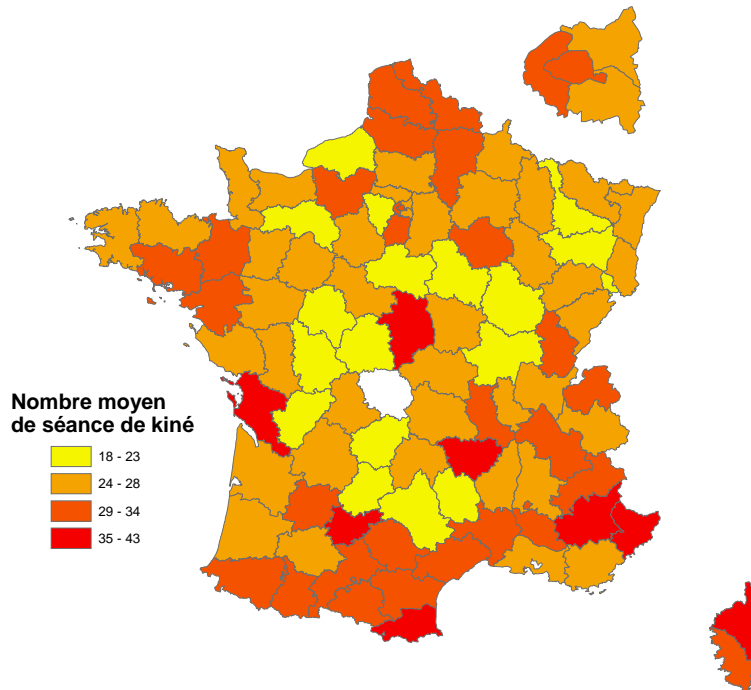 Nombre moyen
de séance de kiné
18 - 23
24 - 28
29 - 34
35 - 43